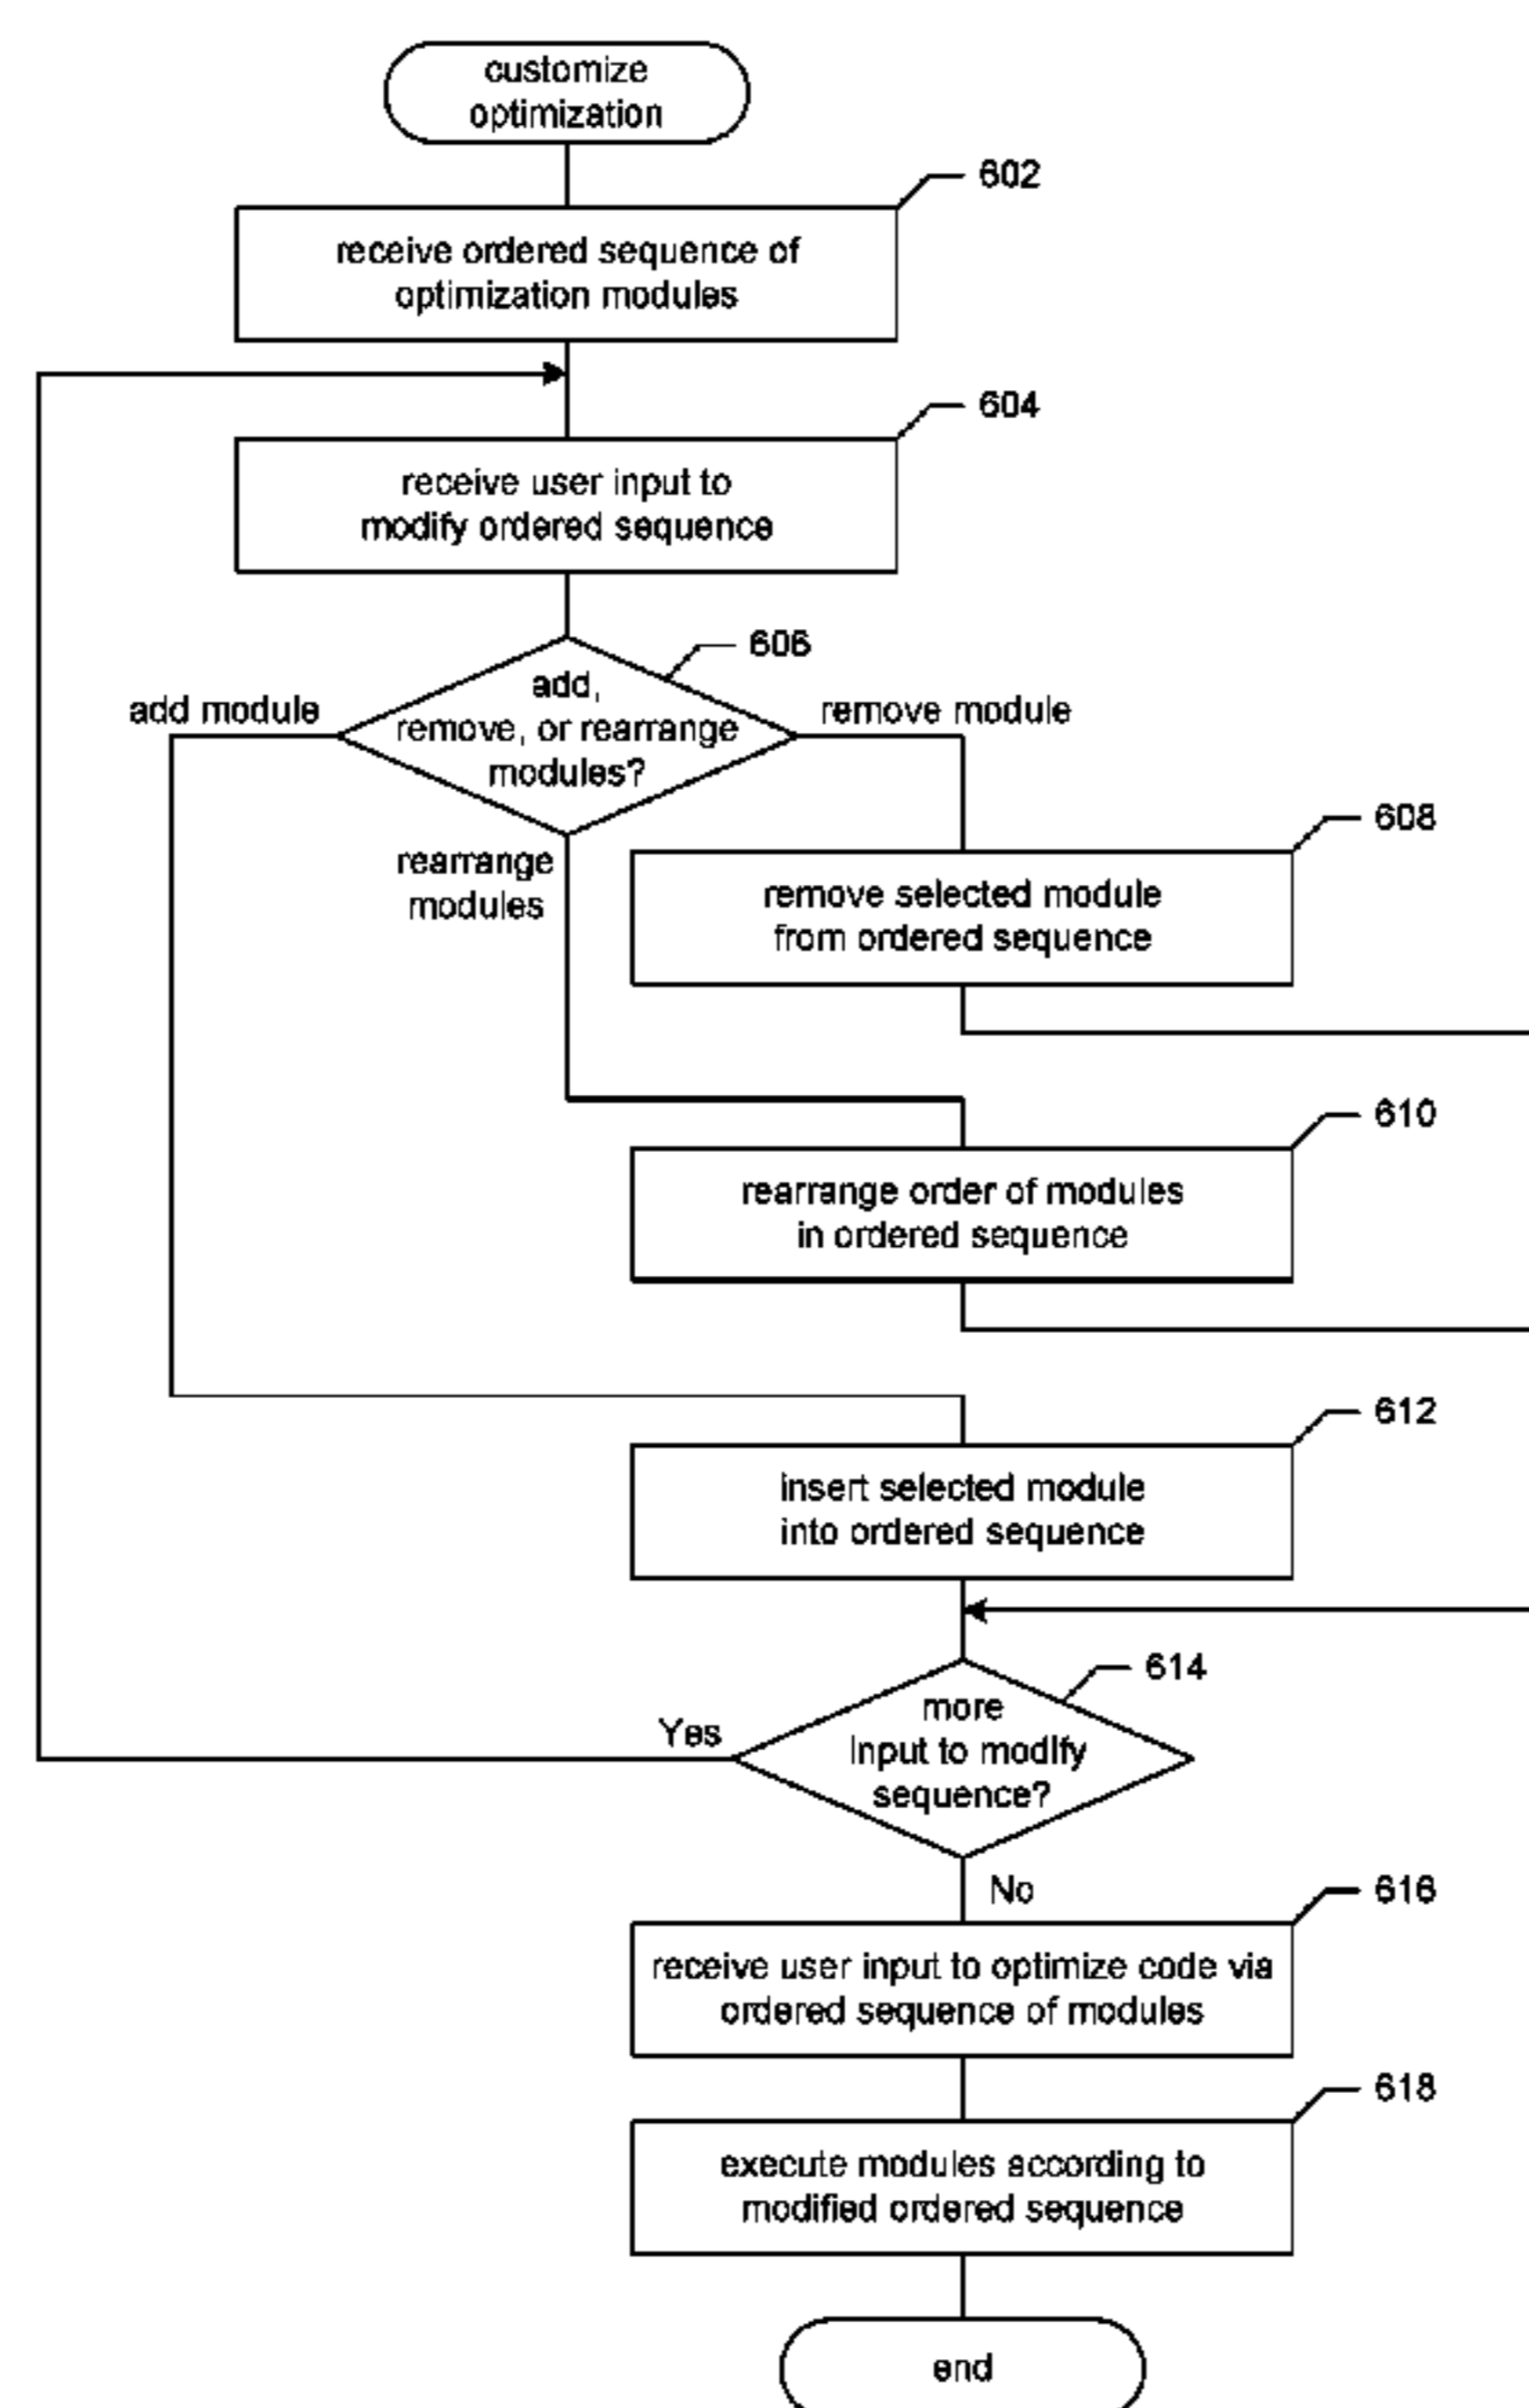 customize
optimization
602
receive ordered sequence of
optimization modules
604
receive user input to
modify ordered sequence
606
add,
remove, or rearrange
modules?
add module
remove module
rearrange
modules
608
remove selected module
from ordered sequence
610
rearrange order of modules
in ordered sequence
612
insert selected module
into ordered sequence
614
more
input to modify
sequence?
Yes
No
616
receive user input to optimize code via
ordered sequence of modules
618
execute modules according to
modified ordered sequence
end